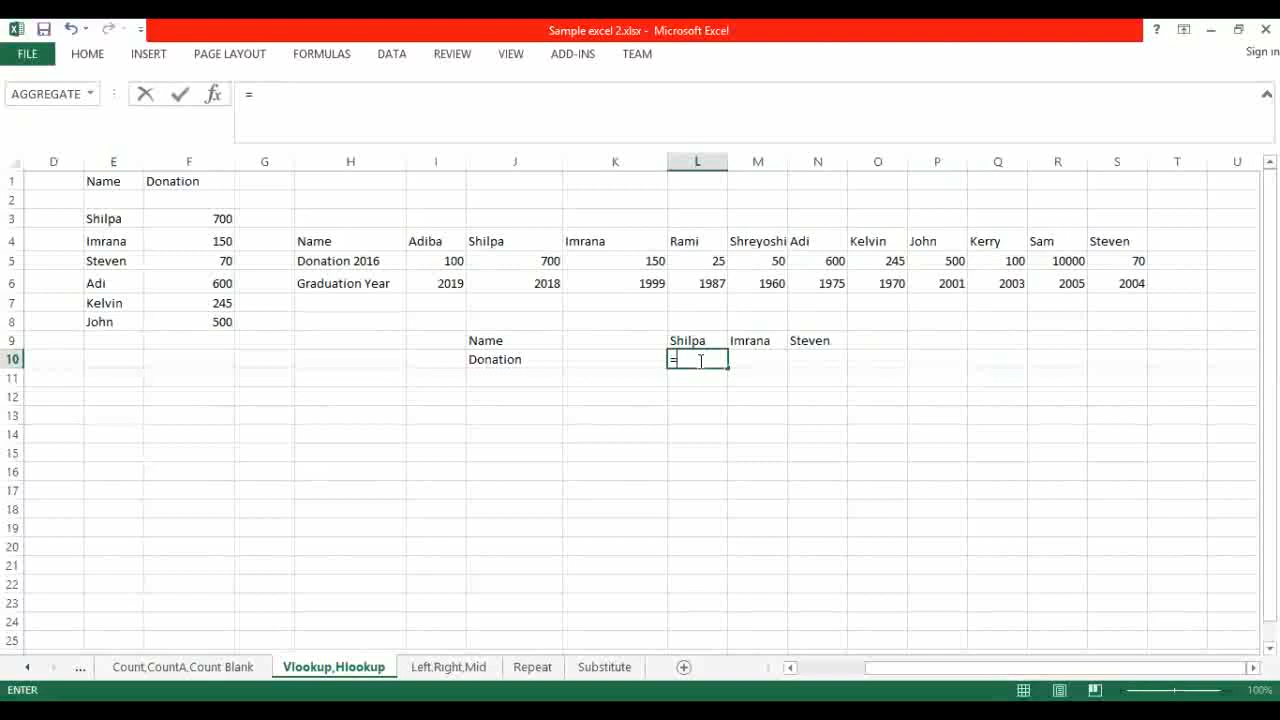 Sample excel 2.xlsx - Microsoft Excel
?
FILE HOME INSERT PAGE LAYOUT FORMULAS DATA REVIEW VIEW ADD-INS TEAM Sign in
AGGREGATE fx =
D E F G H I J K L M N O P Q R S T U
1 Name Donation
2
3 Shilpa 700
4 Imrana 150 Name Adiba Shilpa Imrana Rami Shreyoshi Adi Kelvin John Kerry Sam Steven
5 Steven 70 Donation 2016 100 700 150 25 50 600 245 500 100 10000 70
6 Adi 600 Graduation Year 2019 2018 1999 1987 1960 1975 1970 2001 2003 2005 2004
7 Kelvin 245
8 John 500
9 Name Shilpa Imrana Steven
10 Donation =
11
12
13
14
15
16
17
18
19
20
21
22
23
24
25
... Count,CountA,Count Blank Vlookup,Hlookup Left,Right,Mid Repeat Substitute
ENTER 100%